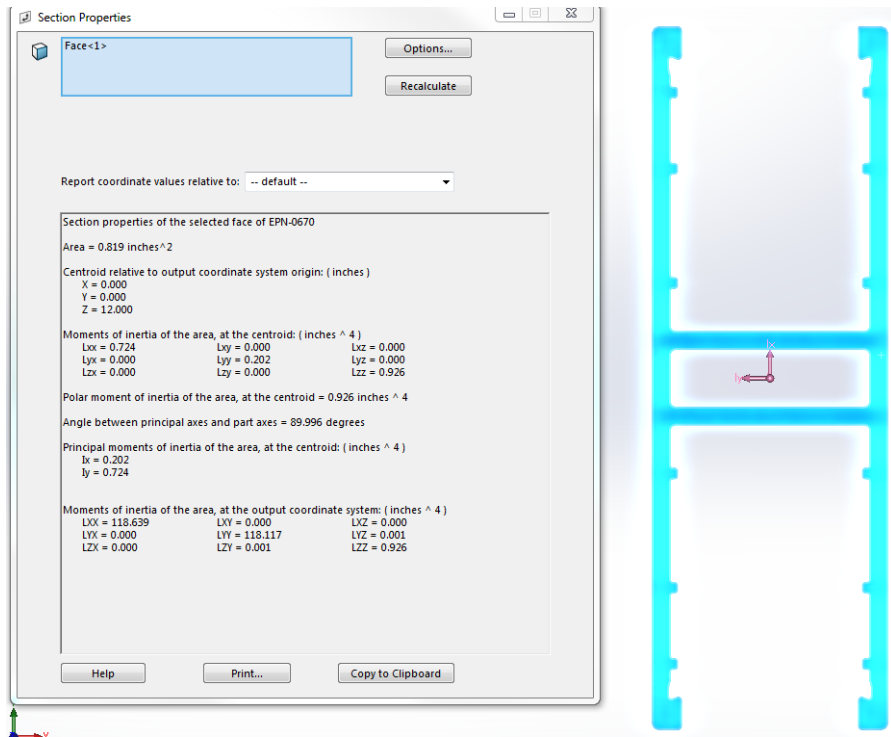 Section Properties
Face<1>
Options...
Recalculate
Report coordinate values relative to: -- default --
Section properties of the selected face of EPN-0670
Area = 0.819 inches^2
Centroid relative to output coordinate system origin: ( inches )
X = 0.000
Y = 0.000
Z = 12.000
Moments of inertia of the area, at the centroid: ( inches ^ 4 )
Lxx = 0.724 Lxy = 0.000 Lxz = 0.000
Lyx = 0.000 Lyy = 0.202 Lyz = 0.000
Lzx = 0.000 Lzy = 0.000 Lzz = 0.926
Polar moment of inertia of the area, at the centroid = 0.926 inches ^ 4
Angle between principal axes and part axes = 89.996 degrees
Principal moments of inertia of the area, at the centroid: ( inches ^ 4 )
Ix = 0.202
Iy = 0.724
Moments of inertia of the area, at the output coordinate system: ( inches ^ 4 )
LXX = 118.639 LXY = 0.000 LXZ = 0.000
LYX = 0.000 LYY = 118.117 LYZ = 0.001
LZX = 0.000 LZY = 0.001 LZZ = 0.926
Help Print... Copy to Clipboard
Ix
Iy